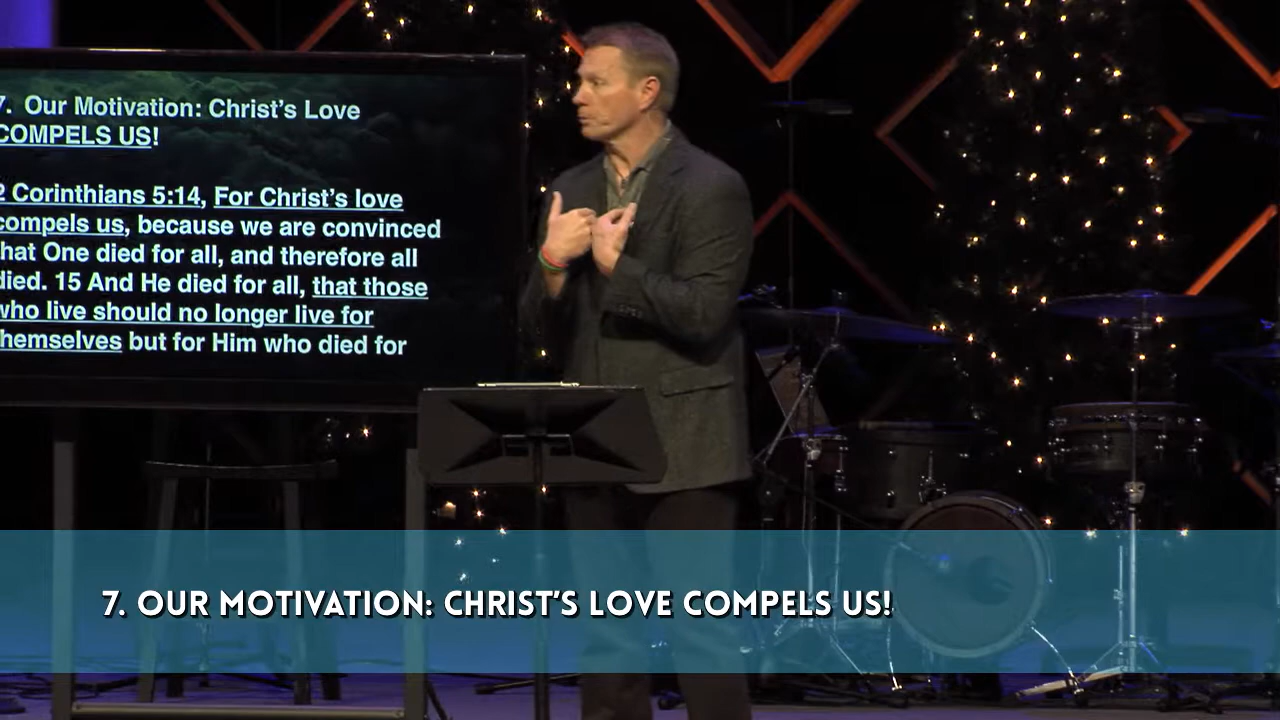 7. Our Motivation: Christ's Love
COMPELS US!
2 Corinthians 5:14, For Christ's love
compels us, because we are convinced
that One died for all, and therefore all
died. 15 And He died for all, that those
who live should no longer live for
themselves but for Him who died for
7. OUR MOTIVATION: CHRIST'S LOVE COMPELS US!